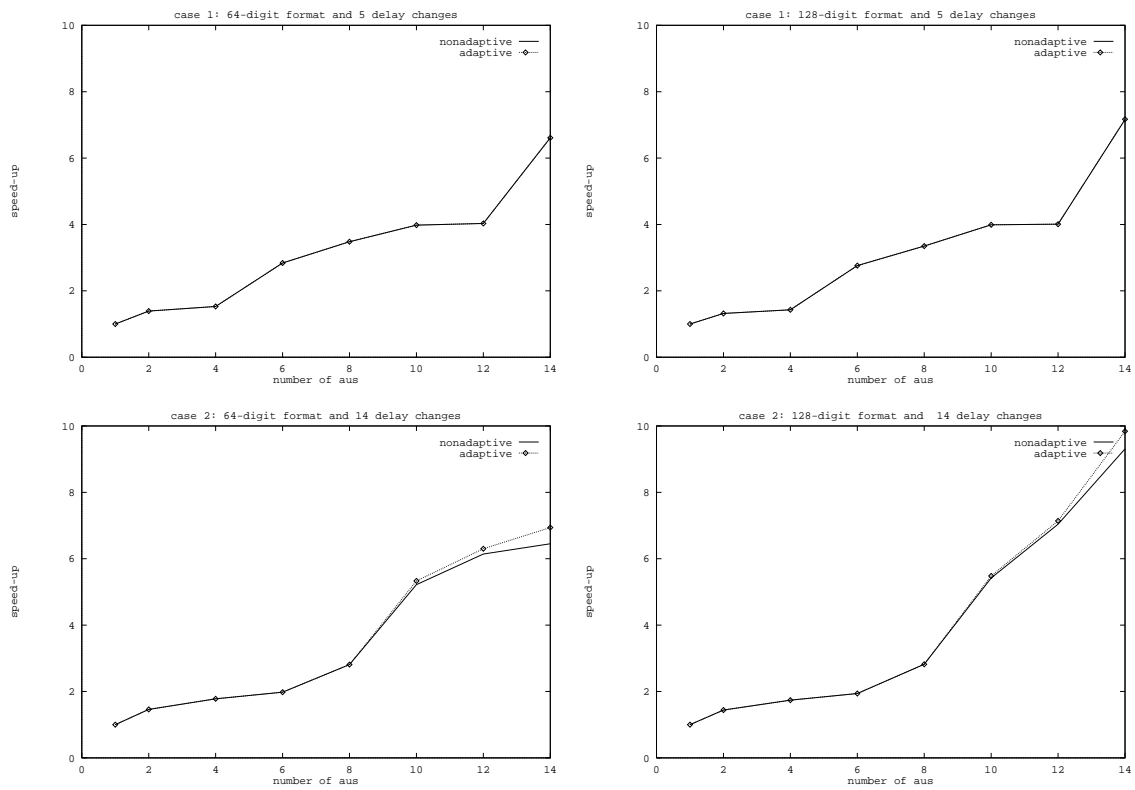 case 1: 64-digit format and 5 delay changes
10
8
6
4
2
0
speed-up
nonadaptive
adaptive
0 2 4 6 8 10 12 14
number of aus
case 1: 128-digit format and 5 delay changes
10
8
6
4
2
0
speed-up
nonadaptive
adaptive
0 2 4 6 8 10 12 14
number of aus
case 2: 64-digit format and 14 delay changes
10
8
6
4
2
0
speed-up
nonadaptive
adaptive
0 2 4 6 8 10 12 14
number of aus
case 2: 128-digit format and 14 delay changes
10
8
6
4
2
0
speed-up
nonadaptive
adaptive
0 2 4 6 8 10 12 14
number of aus